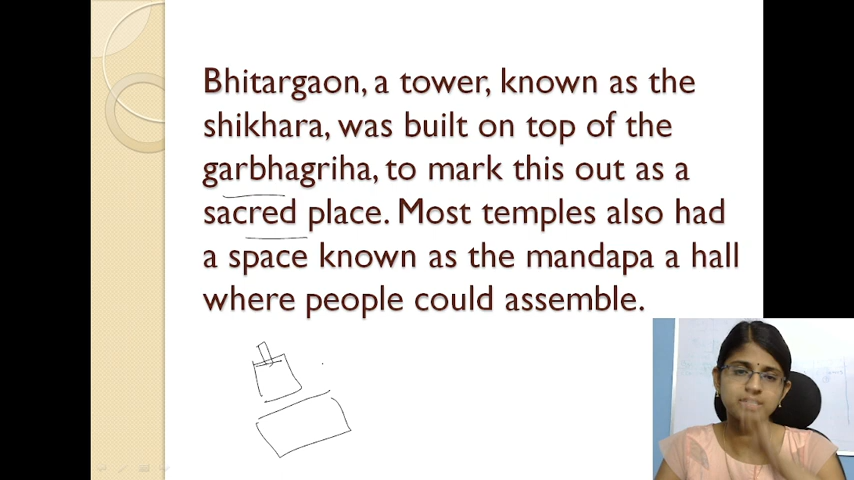 Bhitargaon, a tower, known as the
shikhara, was built on top of the
garbhagriha, to mark this out as a
sacred place. Most temples also had
a space known as the mandapa a hall
where people could assemble.